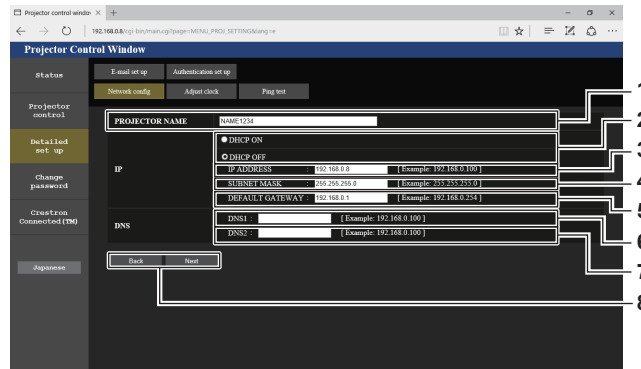 Projector control window
192.168.0.8/cgi-bin/main.cgi?page=MENU_PROJ_SETTING&lang=e
Projector Control Window
Status
Projector
control
Detailed
set up
Change
password
Crestron
Connected(TM)
Japanese
E-mail set up Authentication set up
Network config Adjust clock Ping test
PROJECTOR NAME NAME1234
IP
DHCP ON
DHCP OFF
IP ADDRESS : 192.168.0.8 [ Example: 192.168.0.100 ]
SUBNET MASK : 255.255.255.0 [ Example: 255.255.255.0 ]
DEFAULT GATEWAY : 192.168.0.1 [ Example: 192.168.0.254 ]
DNS
DNS1 : [ Example: 192.168.0.100 ]
DNS2 : [ Example: 192.168.0.100 ]
Back Next
1
2
3
4
5
6
7
8